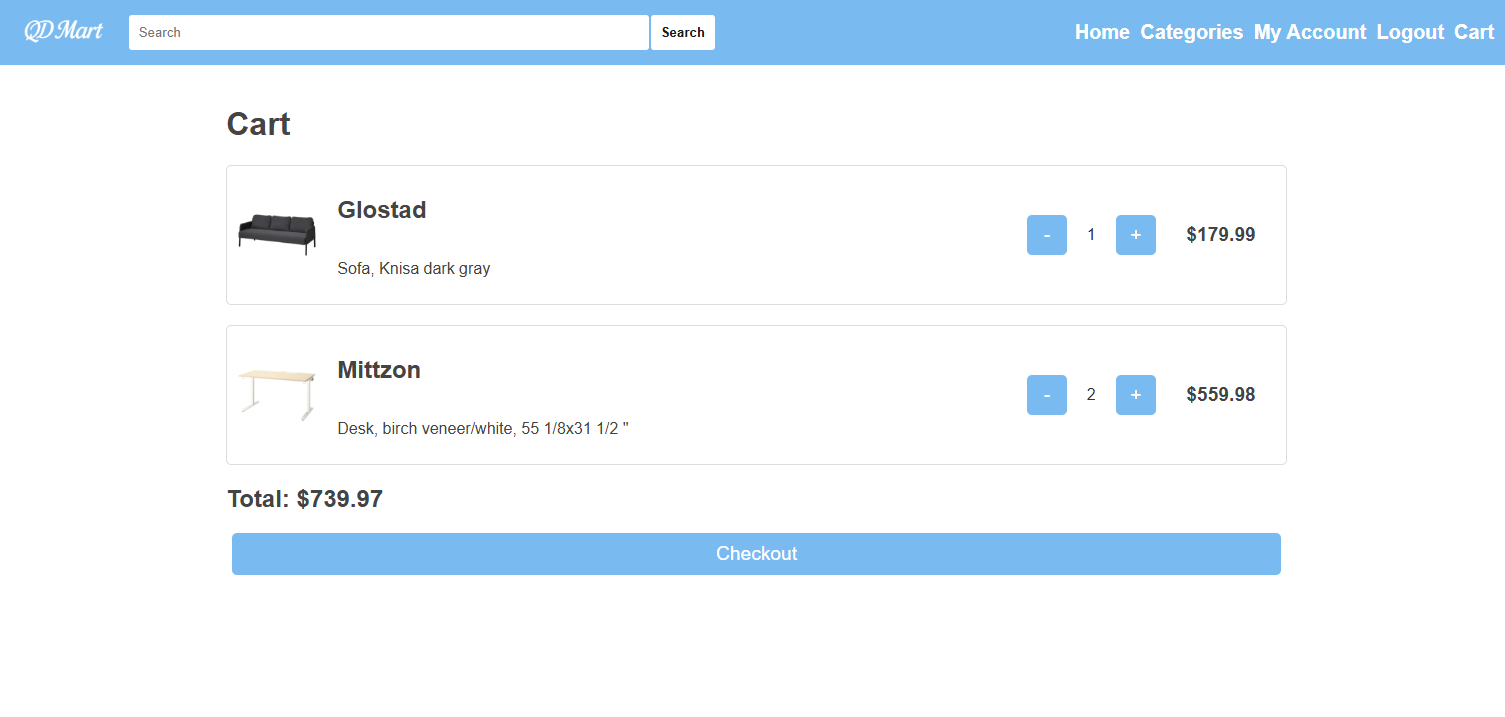 QD Mart Search Search Home Categories My Account Logout Cart
Cart
Glostad
Sofa, Knisa dark gray
- 1 + $179.99
Mittzon
Desk, birch veneer/white, 55 1/8x31 1/2 "
- 2 + $559.98
Total: $739.97
Checkout